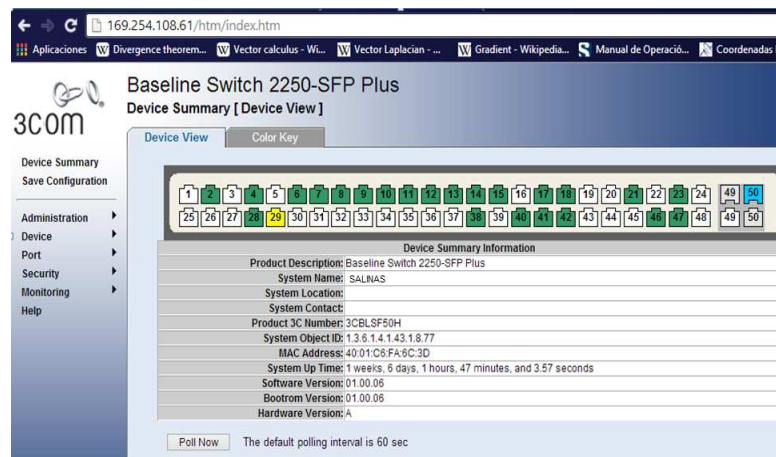 169.254.108.61/htm/index.htm
Aplicaciones W Divergence theorem... W Vector calculus - Wi... W Vector Laplacian - ... W Gradient - Wikipedia... S Manual de Operació... Coordenadas
3COM
Baseline Switch 2250-SFP Plus
Device Summary [ Device View ]
Device View Color Key
Device Summary
Save Configuration
Administration
Device
Port
Security
Monitoring
Help
1 2 3 4 5 6 7 8 9 10 11 12 13 14 15 16 17 18 19 20 21 22 23 24 49 50
25 26 27 28 29 30 31 32 33 34 35 36 37 38 39 40 41 42 43 44 45 46 47 48 49 50
Device Summary Information
Product Description: Baseline Switch 2250-SFP Plus
System Name: SALINAS
System Location:
System Contact:
Product 3C Number: 3CBLSF50H
System Object ID: 1.3.6.1.4.1.43.1.8.77
MAC Address: 40:01:C6:FA:6C:3D
System Up Time: 1 weeks, 6 days, 1 hours, 47 minutes, and 3.57 seconds
Software Version: 01.00.06
Bootrom Version: 01.00.06
Hardware Version: A
Poll Now The default polling interval is 60 sec